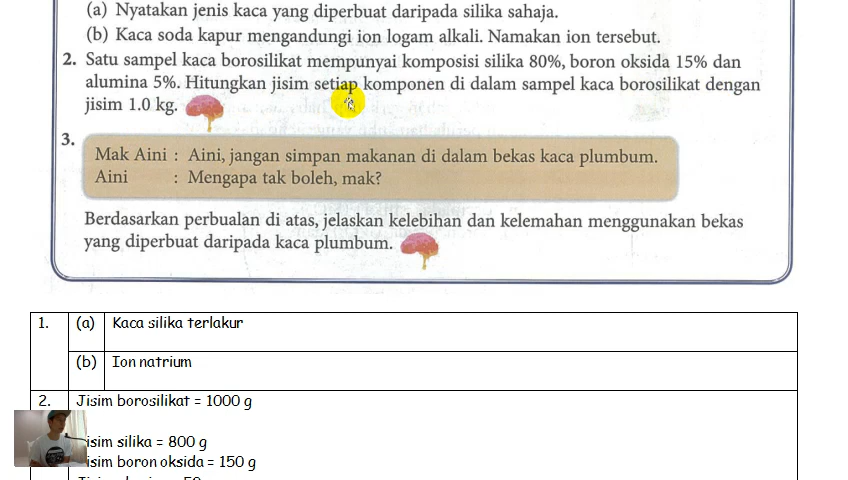 (a) Nyatakan jenis kaca yang diperbuat daripada silika sahaja.
(b) Kaca soda kapur mengandungi ion logam alkali. Namakan ion tersebut.
2. Satu sampel kaca borosilikat mempunyai komposisi silika 80%, boron oksida 15% dan
alumina 5%. Hitungkan jisim setiap komponen di dalam sampel kaca borosilikat dengan
jisim 1.0 kg.
3.
Mak Aini : Aini, jangan simpan makanan di dalam bekas kaca plumbum.
Aini : Mengapa tak boleh, mak?
Berdasarkan perbualan di atas, jelaskan kelebihan dan kelemahan menggunakan bekas
yang diperbuat daripada kaca plumbum.
1. (a) Kaca silika terlakur
(b) Ion natrium
2. Jisim borosilikat = 1000 g
isim silika = 800 g
isim boron oksida = 150 g